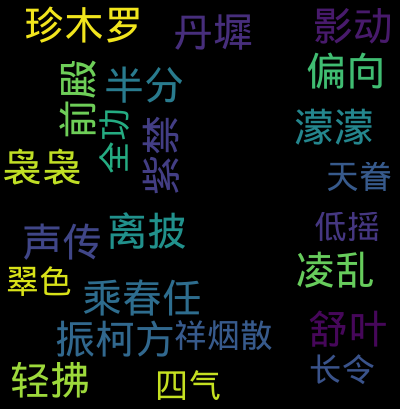 珍木罗
丹墀
影动
前殿
半分
偏向
全功
紫禁
濛濛
袅袅
天眷
声传
离披
低摇
凌乱
翠色
乘春任
舒叶
振柯方
祥烟散
长令
轻拂
四气